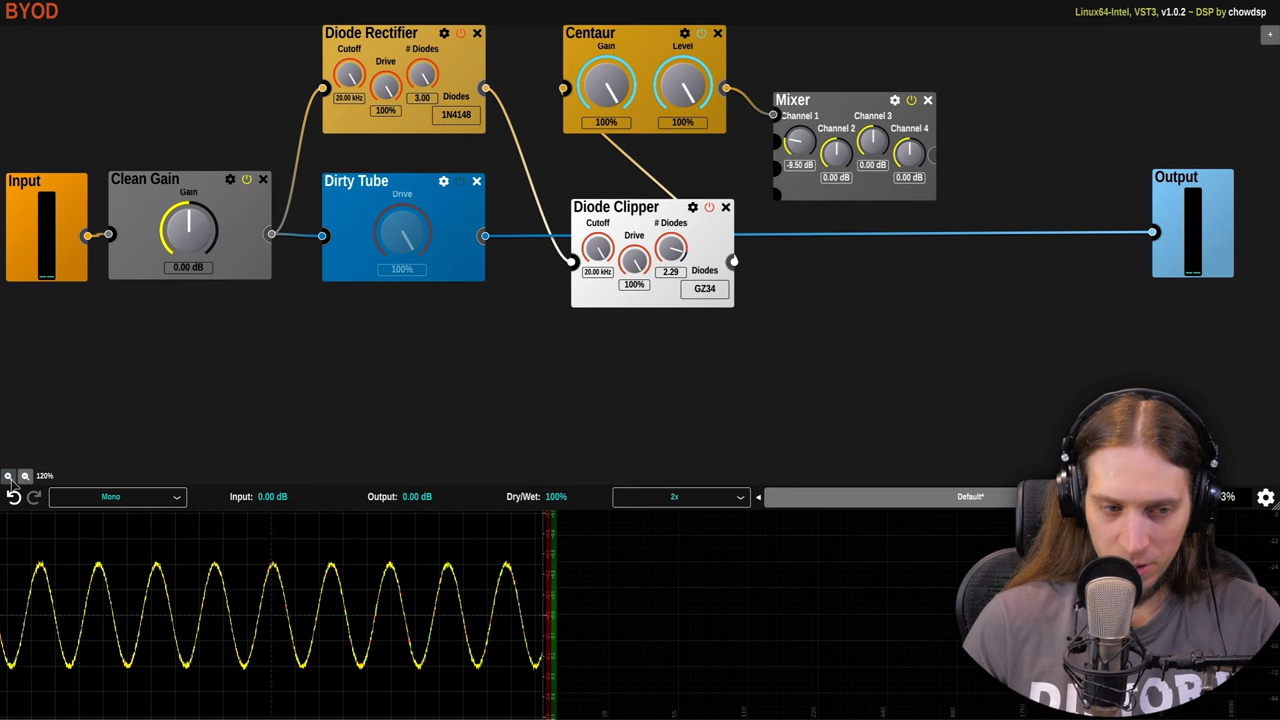 BYOD
Linux64-Intel, VST3, v1.0.2 ~ DSP by chowdsp
+
Diode Rectifier
Cutoff
Drive
# Diodes
20.00 kHz
100%
3.00
Diodes
1N4148
Centaur
Gain
Level
100%
100%
Mixer
Channel 1
Channel 2
Channel 3
Channel 4
-9.50 dB
0.00 dB
0.00 dB
0.00 dB
Input
Clean Gain
Gain
0.00 dB
Dirty Tube
Drive
100%
Diode Clipper
Cutoff
Drive
# Diodes
20.00 kHz
100%
2.29
Diodes
GZ34
Output
120%
Mono
Input: 0.00 dB
Output: 0.00 dB
Dry/Wet: 100%
2x
Default*
3%